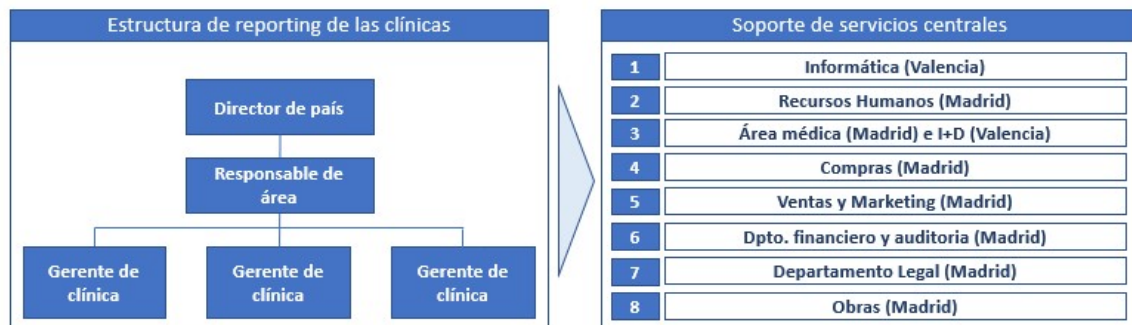 Estructura de reporting de las clínicas
Director de país
Responsable de
área
Gerente de
clínica
Gerente de
clínica
Gerente de
clínica
Soporte de servicios centrales
1 Informática (Valencia)
2 Recursos Humanos (Madrid)
3 Área médica (Madrid) e I+D (Valencia)
4 Compras (Madrid)
5 Ventas y Marketing (Madrid)
6 Dpto. financiero y auditoria (Madrid)
7 Departamento Legal (Madrid)
8 Obras (Madrid)